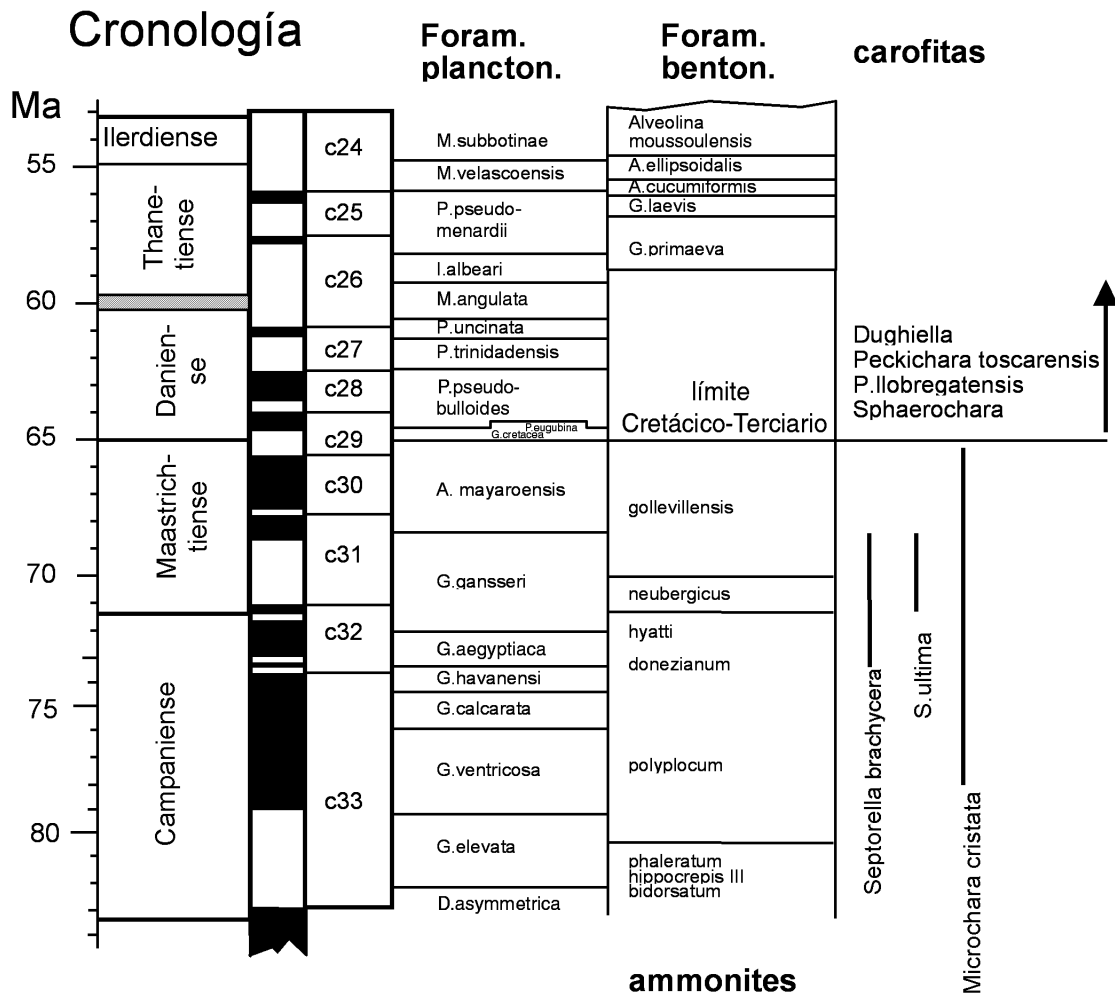 Cronología
Foram.
plancton.
Foram.
benton.
carofitas
Ma
55
60
65
70
75
80
Ilerdiense
Thane-
tiense
Danien-
se
Maastrich-
tiense
Campaniense
c24
c25
c26
c27
c28
c29
c30
c31
c32
c33
M.subbotinae
M.velascoensis
P.pseudo-
menardii
I.albeari
M.angulata
P.uncinata
P.trinidadensis
P.pseudo-
bulloides
P.eugubina
G.cretacea
A. mayaroensis
G.gansseri
G.aegyptiaca
G.havanensi
G.calcarata
G.ventricosa
G.elevata
D.asymmetrica
Alveolina
moussoulensis
A.ellipsoidalis
A.cucumiformis
G.laevis
G.primaeva
límite
Cretácico-Terciario
gollevillensis
neubergicus
hyatti
donezianum
polyplocum
phaleratum
hippocrepis III
bidorsatum
ammonites
Dughiella
Peckichara toscarensis
P.llobregatensis
Sphaerochara
Septorella brachycera
S.ultima
Microchara cristata